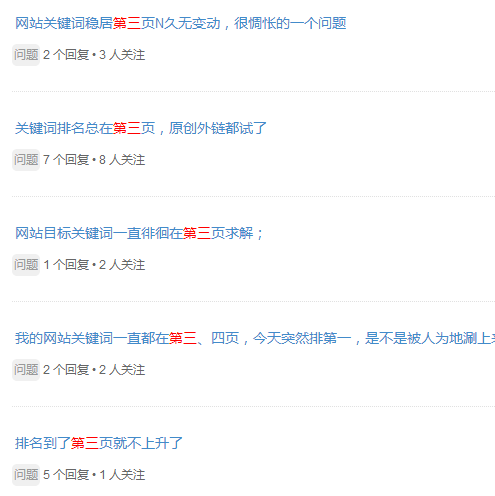 网站关键词稳居第三页N久无变动，很惆怅的一个问题
问题 2 个回复 • 3 人关注
关键词排名总在第三页，原创外链都试了
问题 7 个回复 • 8 人关注
网站目标关键词一直徘徊在第三页求解；
问题 1 个回复 • 2 人关注
我的网站关键词一直都在第三、四页，今天突然排第一，是不是被人为地涮上来
问题 2 个回复 • 2 人关注
排名到了第三页就不上升了
问题 5 个回复 • 1 人关注